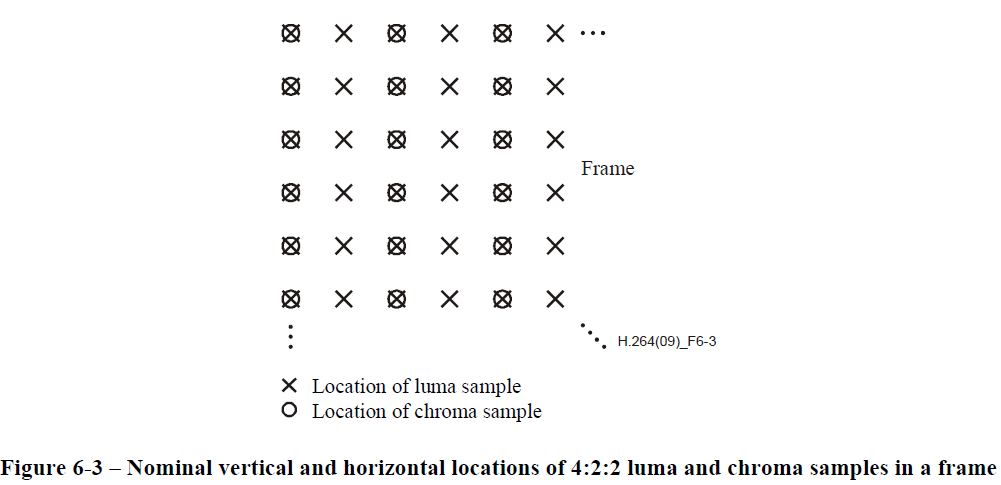 Frame
H.264(09)_F6-3
Location of luma sample
Location of chroma sample
Figure 6-3 – Nominal vertical and horizontal locations of 4:2:2 luma and chroma samples in a frame